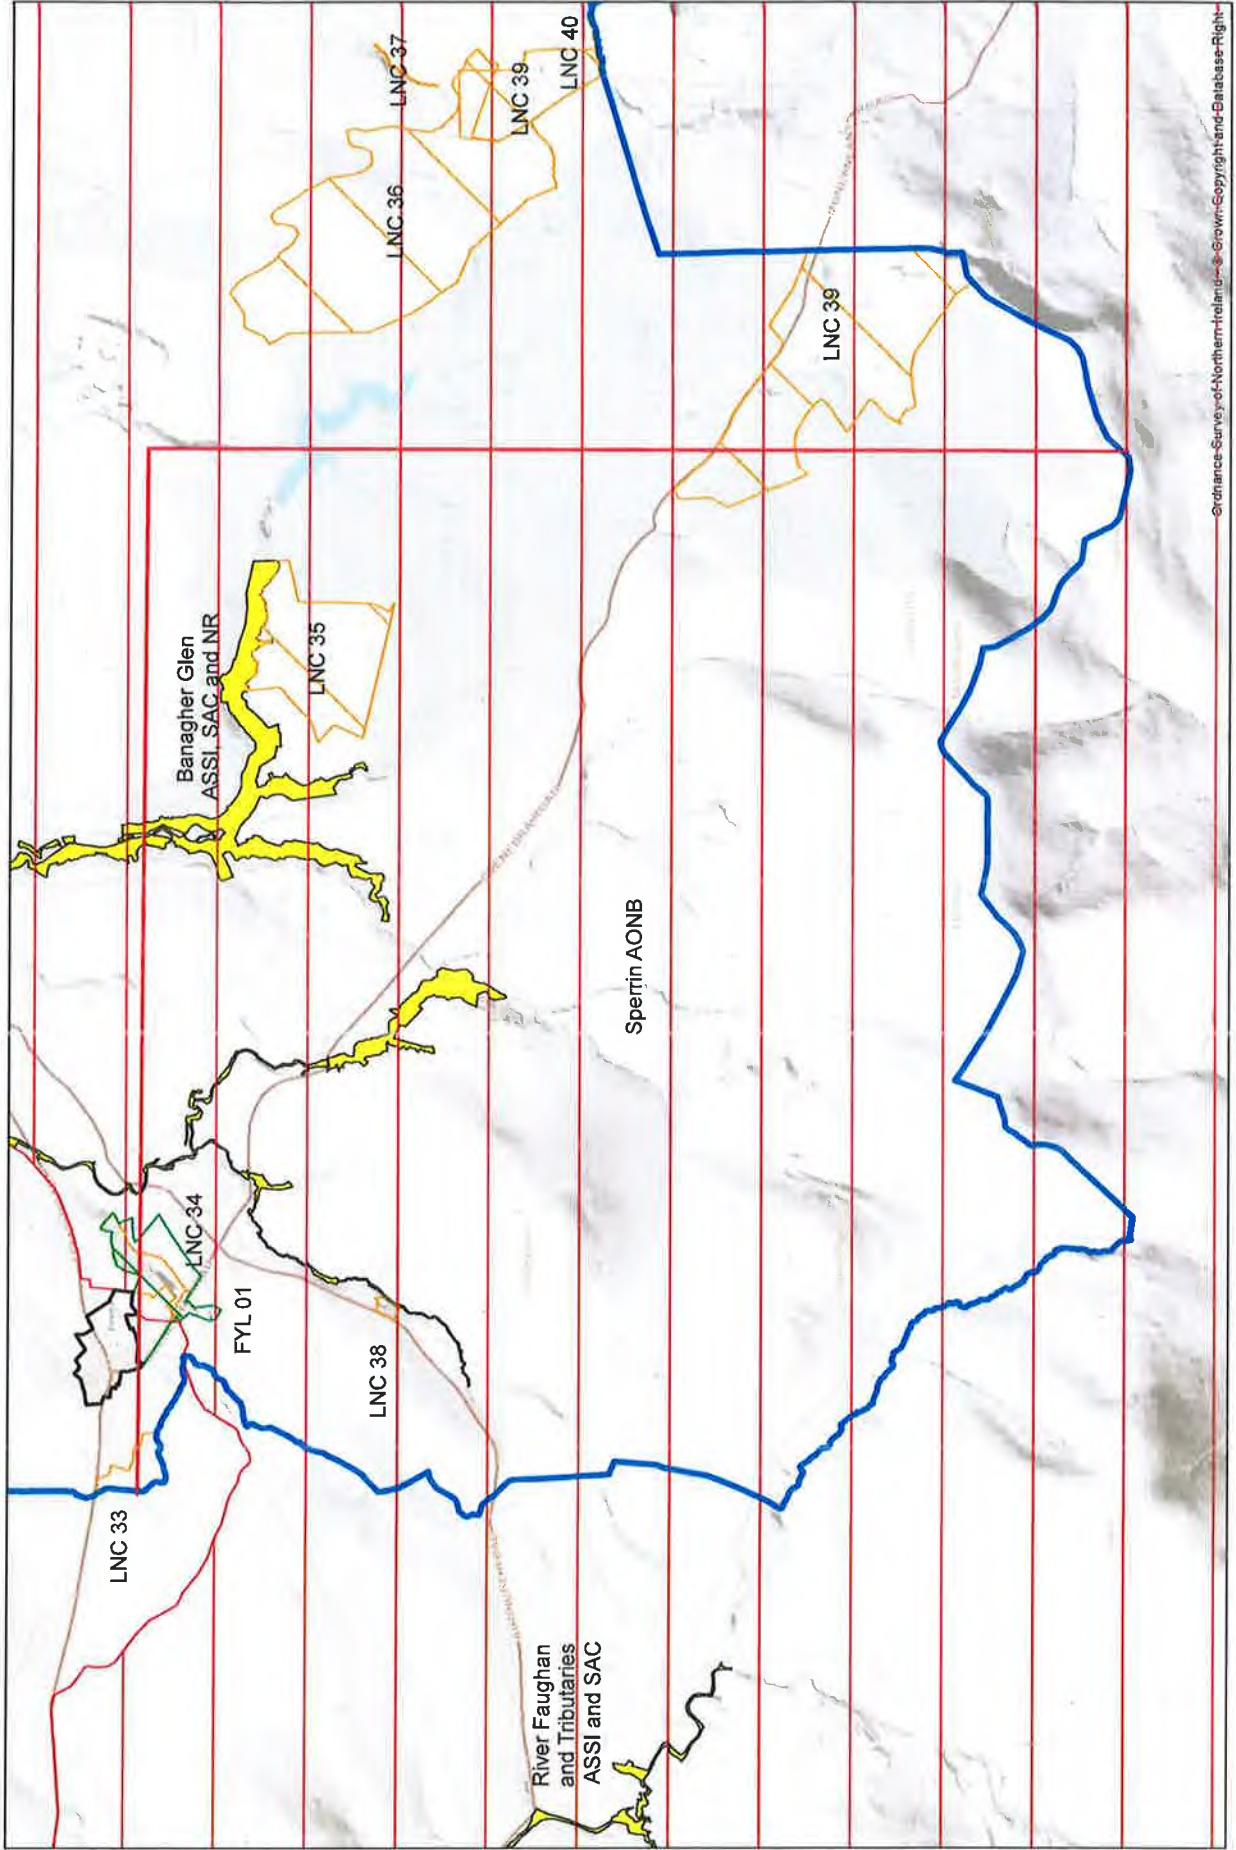 LNC 37
LNC 39
LNC 40
LNC 36
LNC 39
Banagher Glen
ASSI, SAC and NR
LNC 35
Sperrin AONB
LNC 34
FYL 01
LNC 38
LNC 33
River Faughan
and Tributaries
ASSI and SAC
Ordnance Survey of Northern Ireland - © Crown Copyright and Database Right